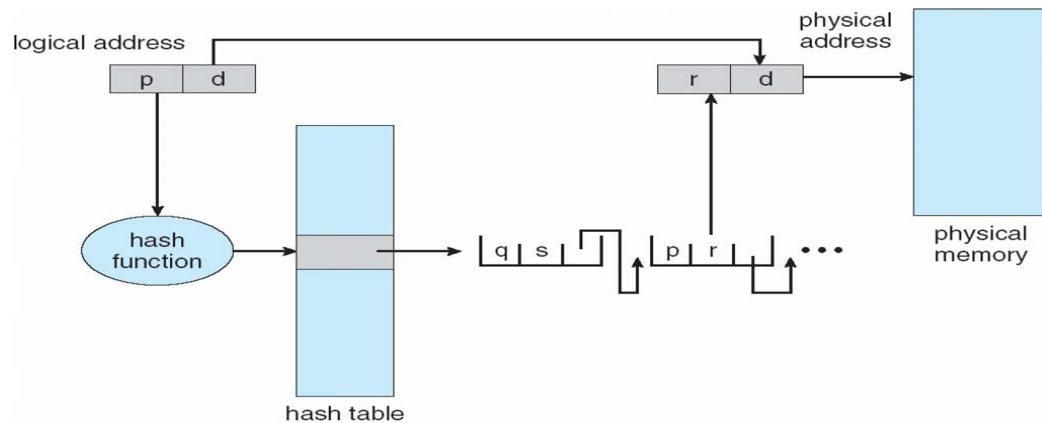 logical address
physical
address
p d
r d
hash
function
q s
p r
physical
memory
hash table